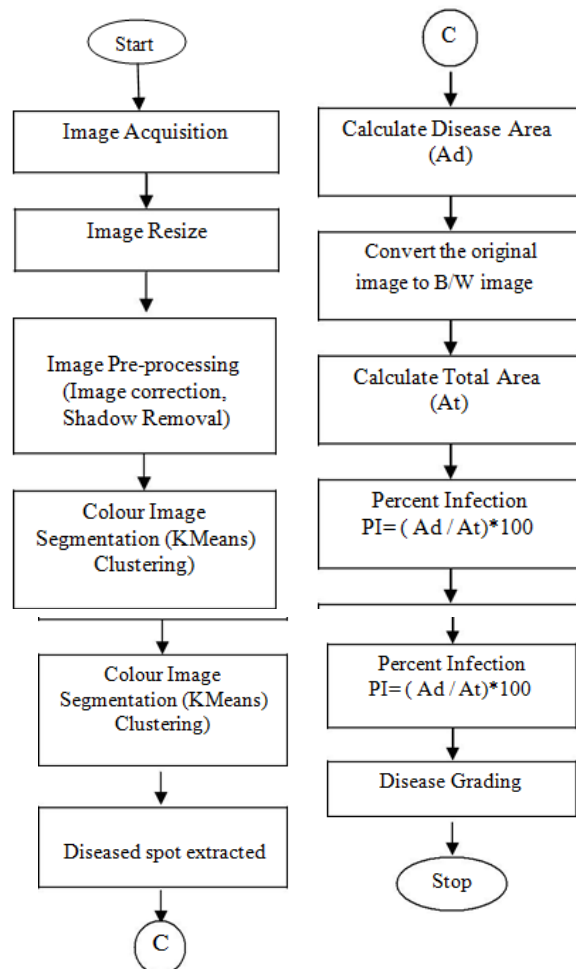 Start
Image Acquisition
Image Resize
Image Pre-processing
(Image correction,
Shadow Removal)
Colour Image
Segmentation (KMeans)
Clustering)
Colour Image
Segmentation (KMeans)
Clustering)
Diseased spot extracted
C
C
Calculate Disease Area
(Ad)
Convert the original
image to B/W image
Calculate Total Area
(At)
Percent Infection
PI= ( Ad / At)*100
Percent Infection
PI= ( Ad / At)*100
Disease Grading
Stop